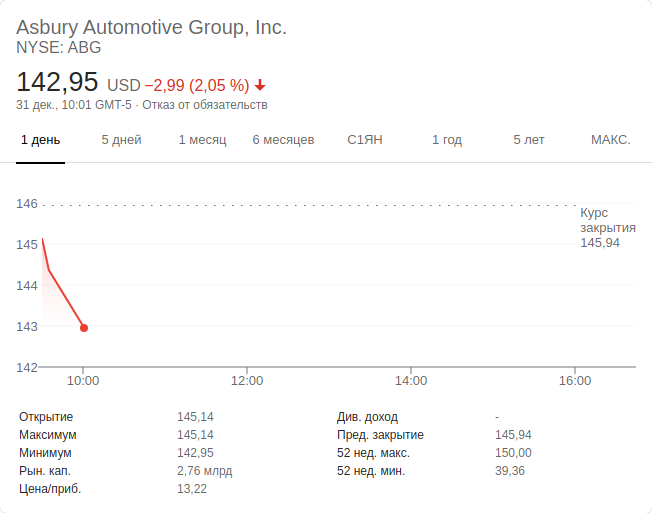 Asbury Automotive Group, Inc.
NYSE: ABG
142,95 USD −2,99 (2,05 %)
31 дек., 10:01 GMT-5 · Отказ от обязательств
1 день 5 дней 1 месяц 6 месяцев С1ЯН 1 год 5 лет МАКС.
146
Курс
закрытия
145,94
145
144
143
142
10:00 12:00 14:00 16:00
Открытие 145,14 Див. доход -
Максимум 145,14 Пред. закрытие 145,94
Минимум 142,95 52 нед. макс. 150,00
Рын. кап. 2,76 млрд 52 нед. мин. 39,36
Цена/приб. 13,22